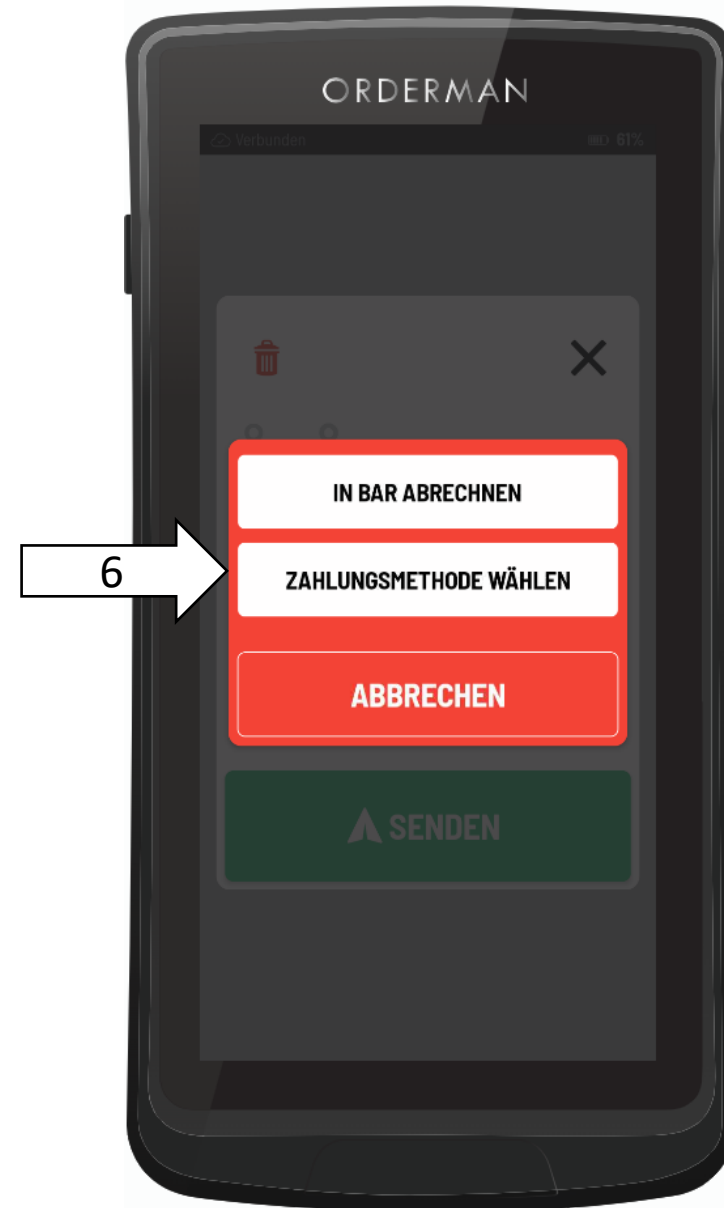 ORDERMAN
Verbunden 61%
IN BAR ABRECHNEN
6
ZAHLUNGSMETHODE WÄHLEN
ABBRECHEN
SENDEN